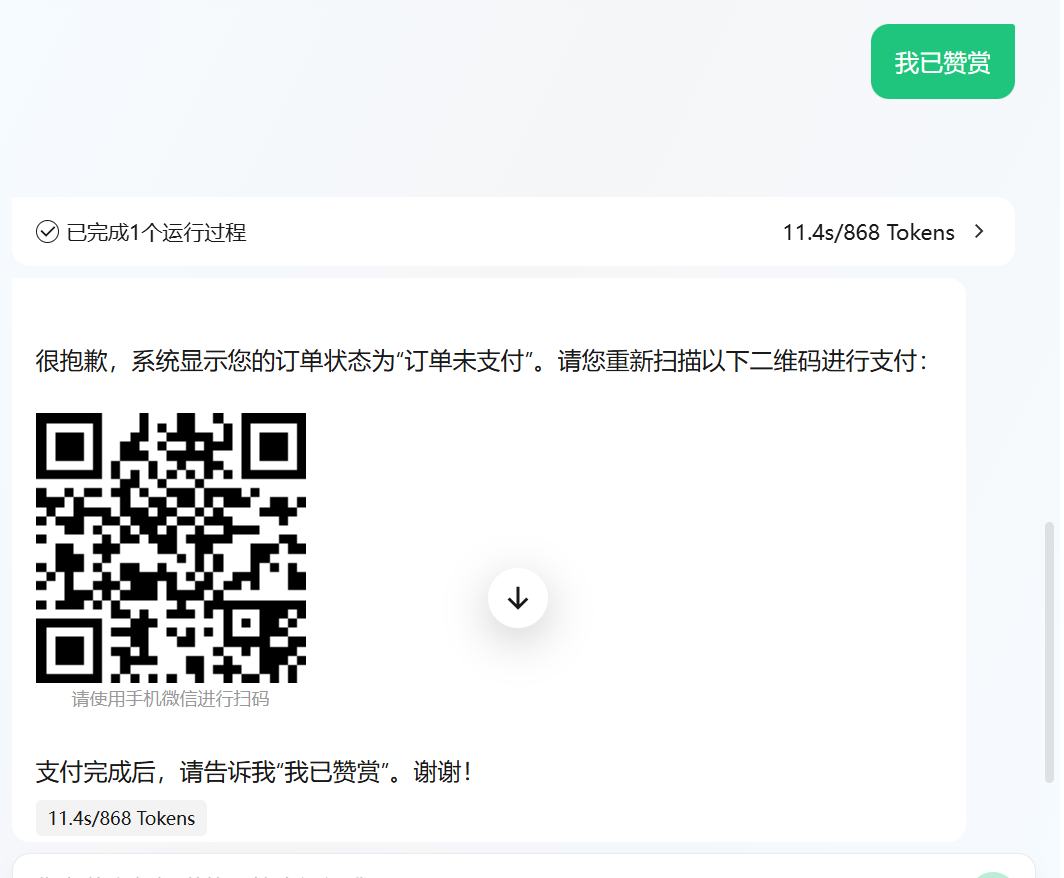 我已赞赏
已完成1个运行过程
11.4s/868 Tokens
很抱歉，系统显示您的订单状态为“订单未支付”。请您重新扫描以下二维码进行支付：
请使用手机微信进行扫码
支付完成后，请告诉我“我已赞赏”。谢谢！
11.4s/868 Tokens